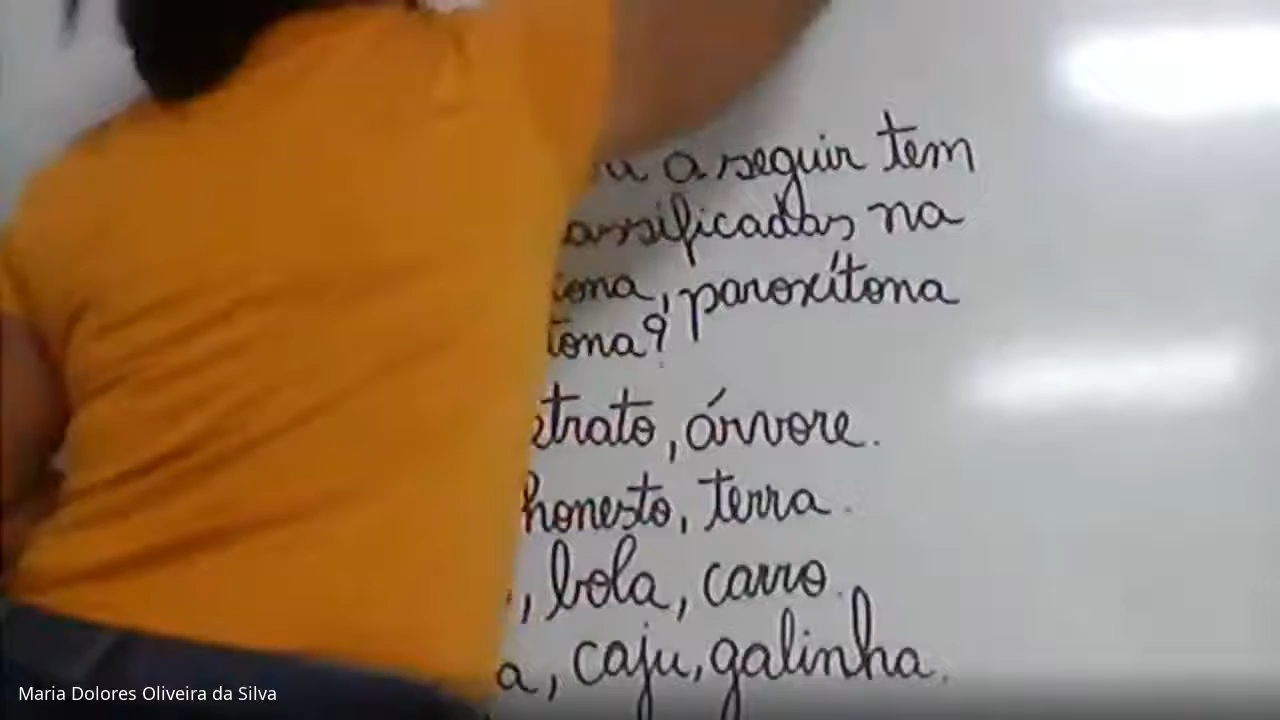 a seguir tem
assificadas na
iona, paroxítona
tona?
etrato, árvore.
honesto, terra.
, bola, carro.
a, caju, galinha.
Maria Dolores Oliveira da Silva